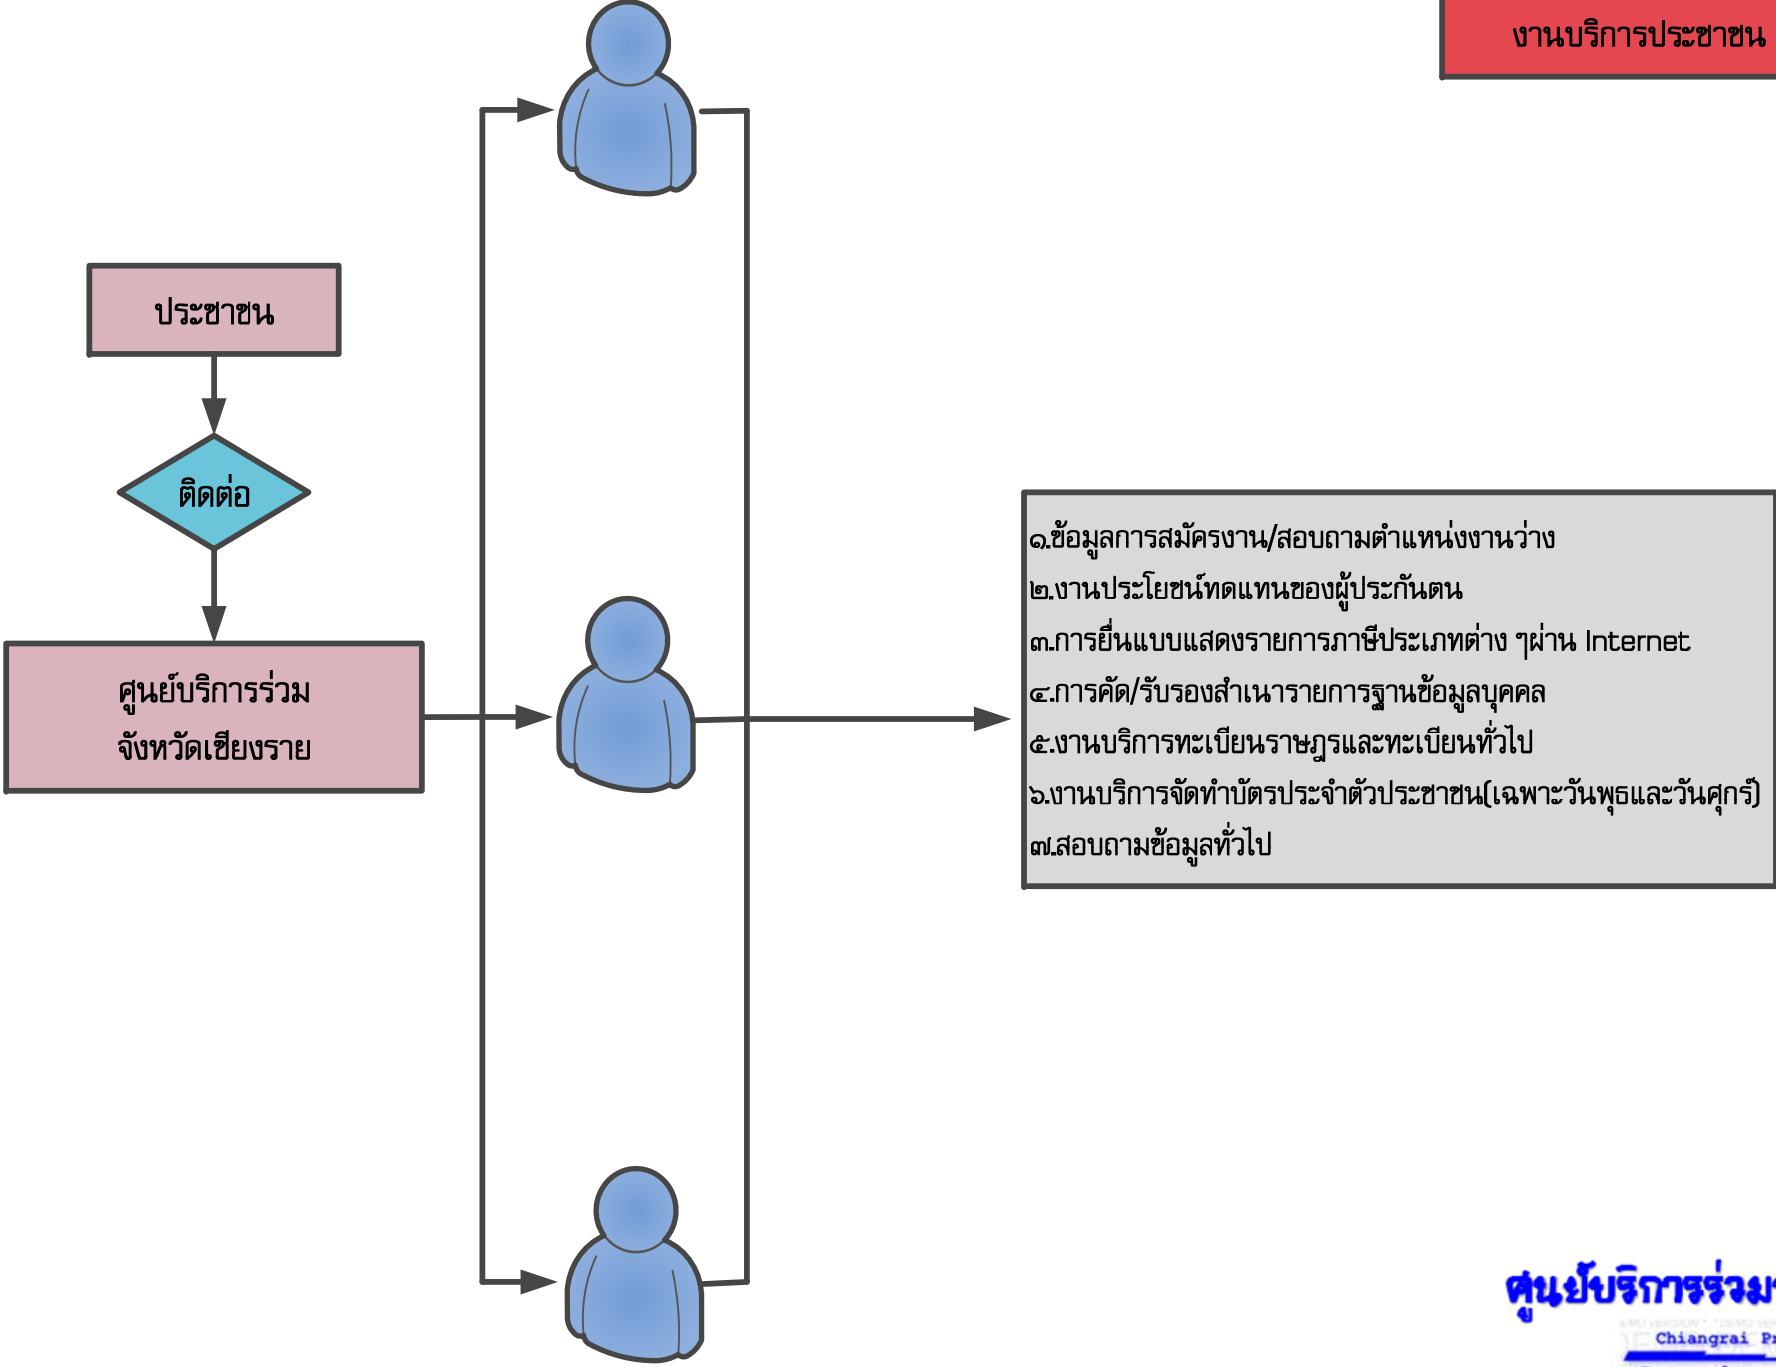 งานบริการประชาชน
ประชาชน
ติดต่อ
ศูนย์บริการร่วม
จังหวัดเชียงราย
๑.ข้อมูลการสมัครงาน/สอบถามตำแหน่งงานว่าง
๒.งานประโยชน์ทดแทนของผู้ประกันตน
๓.การยื่นแบบแสดงรายการภาษีประเภทต่าง ๆผ่าน Internet
๔.การคัด/รับรองสำเนารายการฐานข้อมูลบุคคล
๕.งานบริการทะเบียนราษฎรและทะเบียนทั่วไป
๖.งานบริการจัดทำบัตรประจำตัวประชาชน(เฉพาะวันพุธและวันศุกร์)
๗.สอบถามข้อมูลทั่วไป
ศูนย์บริการร่วม
Chiangrai